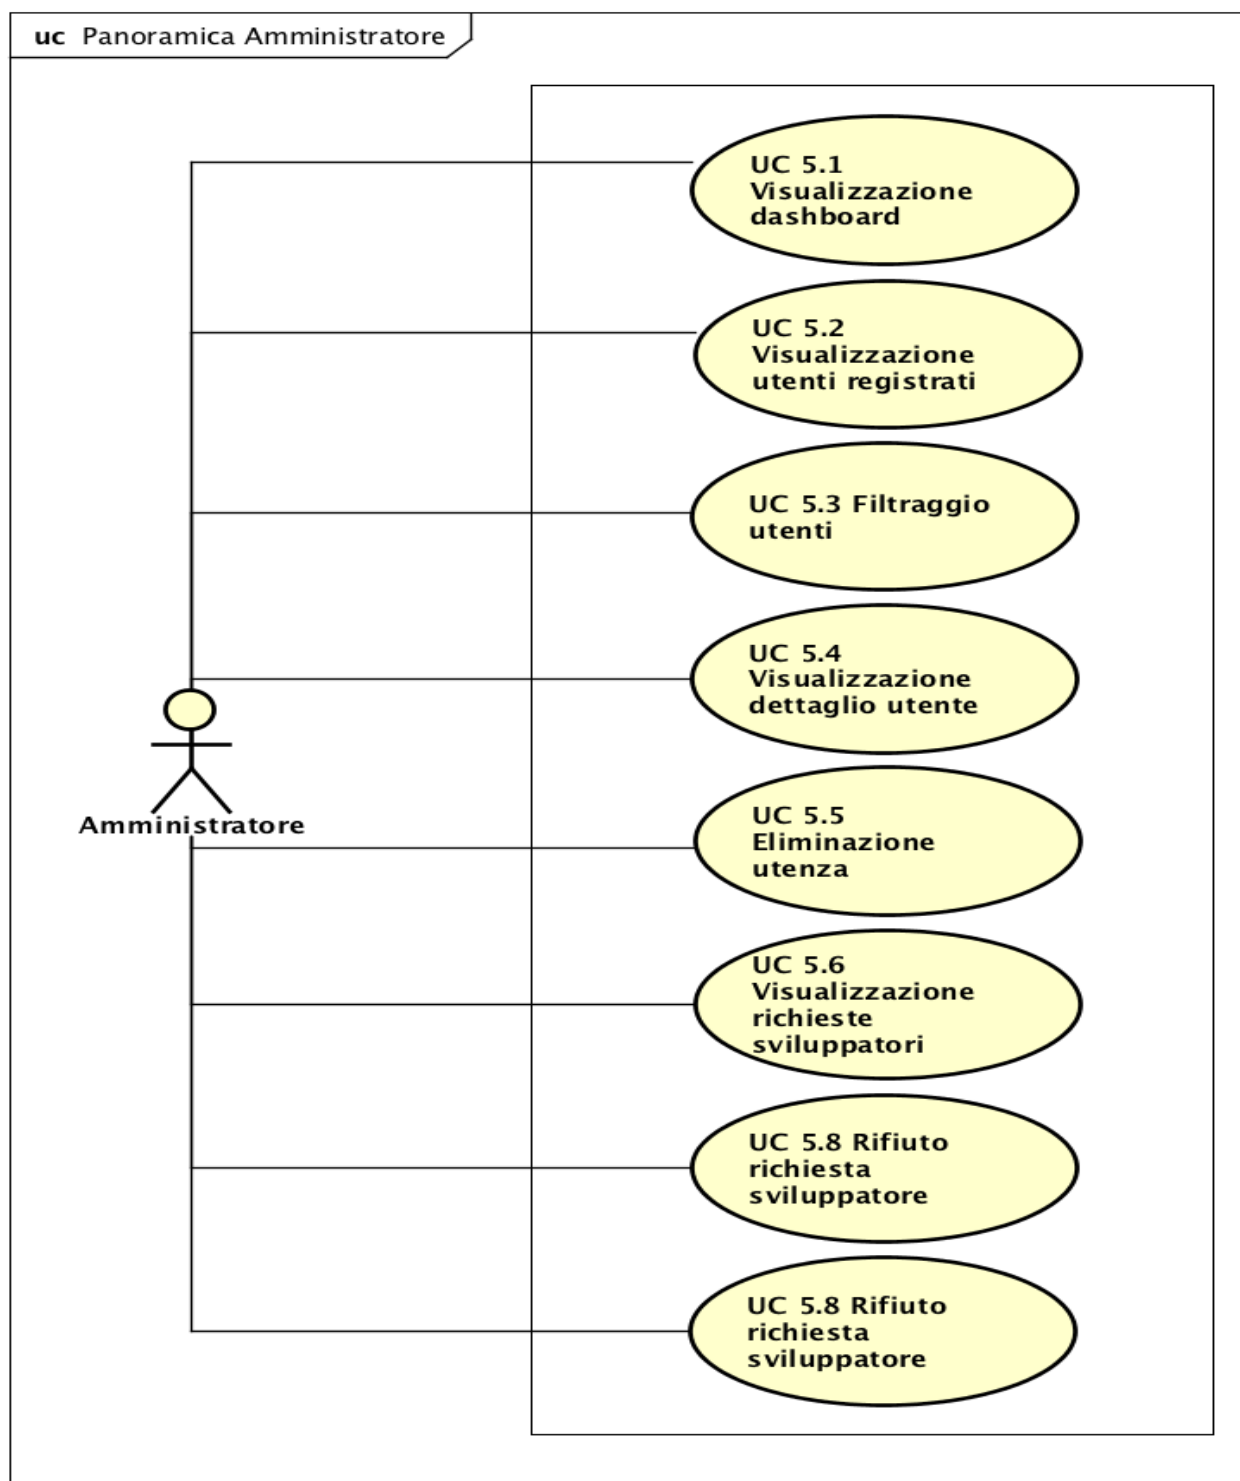 uc Panoramica Amministratore
UC 5.1
Visualizzazione
dashboard
UC 5.2
Visualizzazione
utenti registrati
UC 5.3 Filtraggio
utenti
UC 5.4
Visualizzazione
dettaglio utente
Amministratore
UC 5.5
Eliminazione
utenza
UC 5.6
Visualizzazione
richieste
sviluppatori
UC 5.8 Rifiuto
richiesta
sviluppatore
UC 5.8 Rifiuto
richiesta
sviluppatore